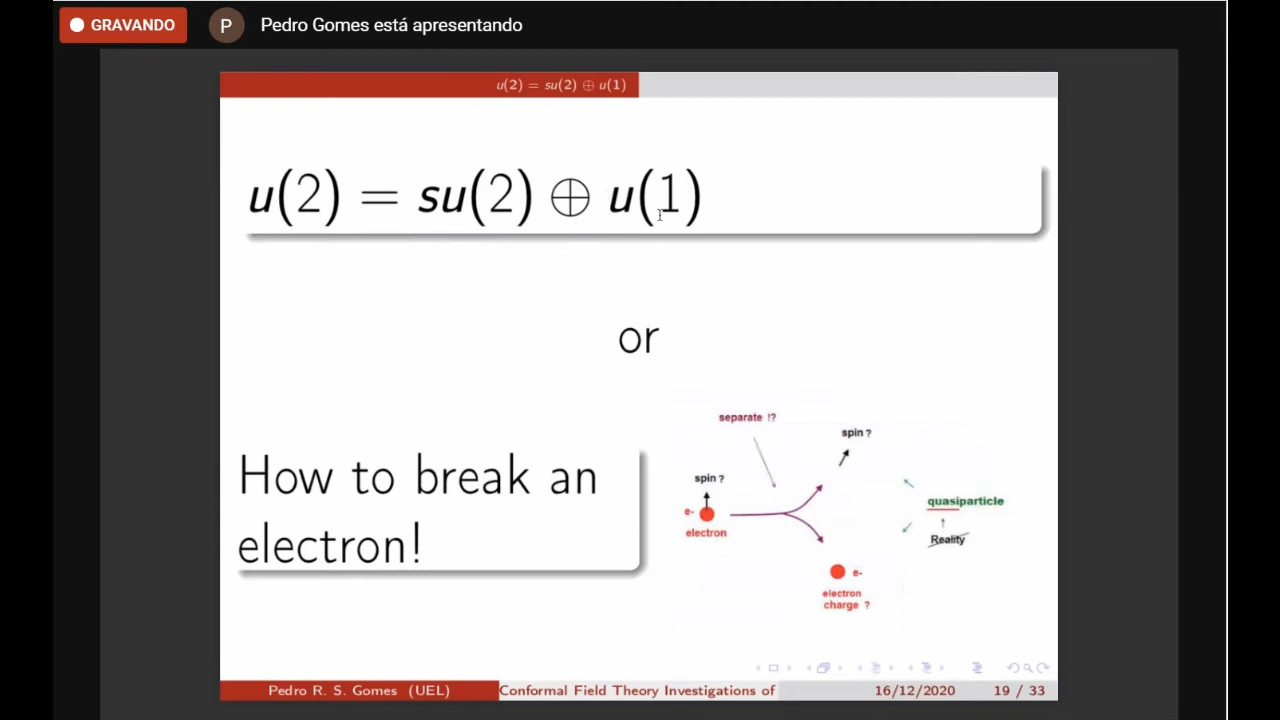 GRAVANDO
P
Pedro Gomes está apresentando
u(2) = su(2) ⊕ u(1)
u(2) = su(2) ⊕ u(1)
or
How to break an
electron!
separate !?
spin ?
spin ?
e-
electron
quasiparticle
Reality
e-
electron
charge ?
Pedro R. S. Gomes (UEL)
Conformal Field Theory Investigations of
16/12/2020
19 / 33